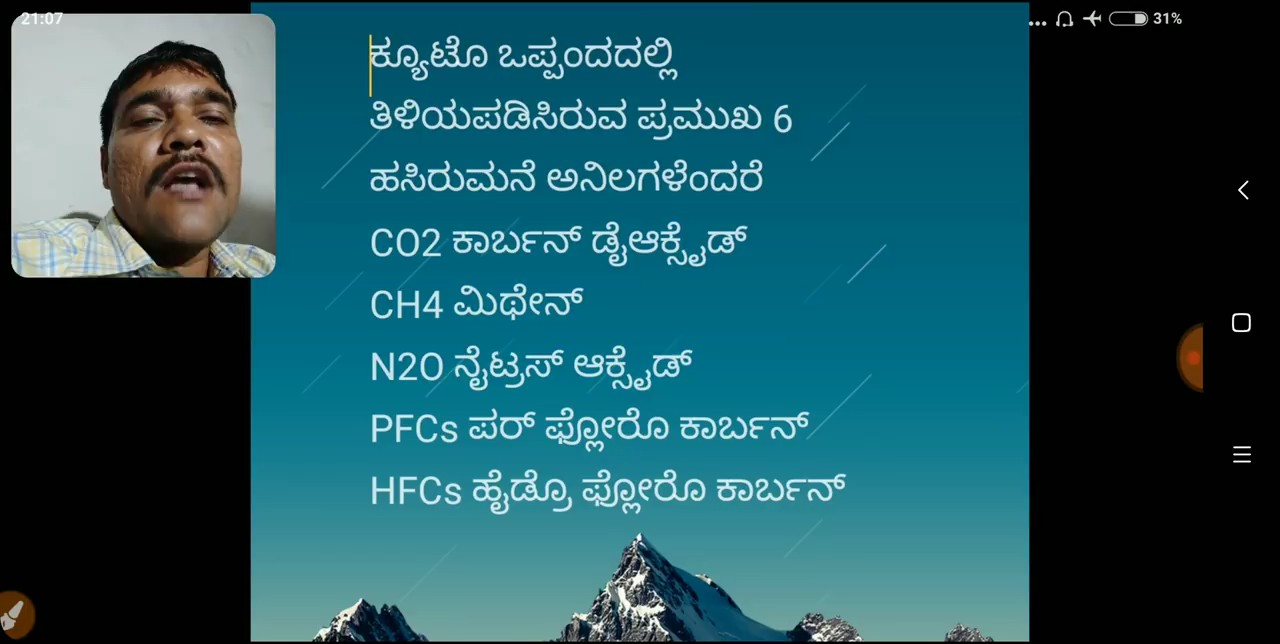 21:07
... 31%
ಕ್ಯೂಟೊ ಒಪ್ಪಂದದಲ್ಲಿ
ತಿಳಿಯಪಡಿಸಿರುವ ಪ್ರಮುಖ 6
ಹಸಿರುಮನೆ ಅನಿಲಗಳೆಂದರೆ
CO2 ಕಾರ್ಬನ್ ಡೈಆಕ್ಸೈಡ್
CH4 ಮಿಥೇನ್
N2O ನೈಟ್ರಸ್ ಆಕ್ಸೈಡ್
PFCs ಪರ್ ಫ್ಲೋರೊ ಕಾರ್ಬನ್
HFCs ಹೈಡ್ರೊ ಫ್ಲೋರೊ ಕಾರ್ಬನ್